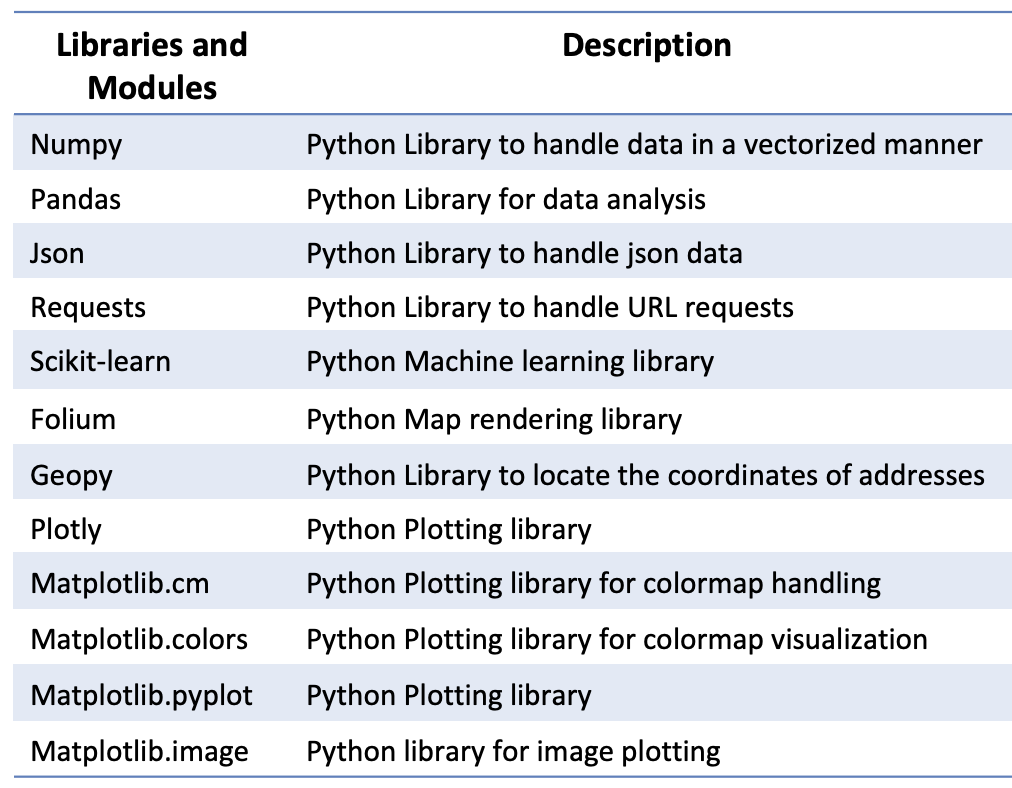 Libraries and Description
Modules
Numpy Python Library to handle data in a vectorized manner
Pandas Python Library for data analysis
Json Python Library to handle json data
Requests Python Library to handle URL requests
Scikit-learn Python Machine learning library
Folium Python Map rendering library
Geopy Python Library to locate the coordinates of addresses
Plotly Python Plotting library
Matplotlib.cm Python Plotting library for colormap handling
Matplotlib.colors Python Plotting library for colormap visualization
Matplotlib.pyplot Python Plotting library
Matplotlib.image Python library for image plotting